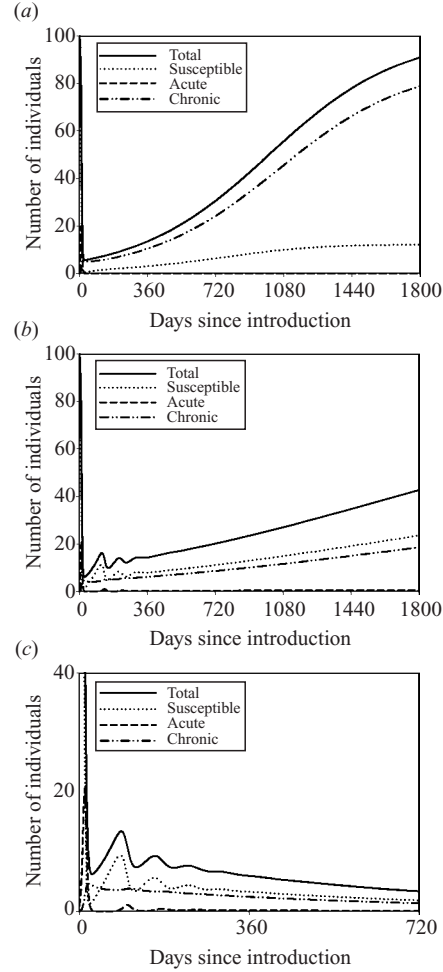 (a)
100
80
60
40
20
0
Number of individuals
Total
Susceptible
Acute
Chronic
0 360 720 1080 1440 1800
Days since introduction
(b)
100
80
60
40
20
0
Number of individuals
Total
Susceptible
Acute
Chronic
0 360 720 1080 1440 1800
Days since introduction
(c)
40
20
0
Number of individuals
Total
Susceptible
Acute
Chronic
0 360 720
Days since introduction